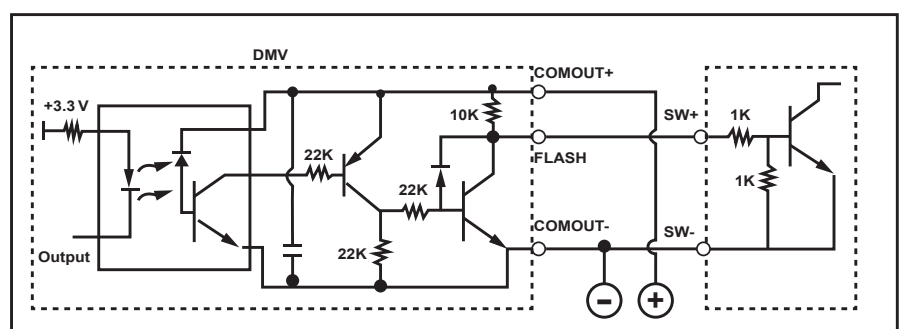 DMV
COMOUT+
+3.3 V
10K
SW+
1K
22K
FLASH
22K
1K
COMOUT-
SW-
22K
Output
-
+